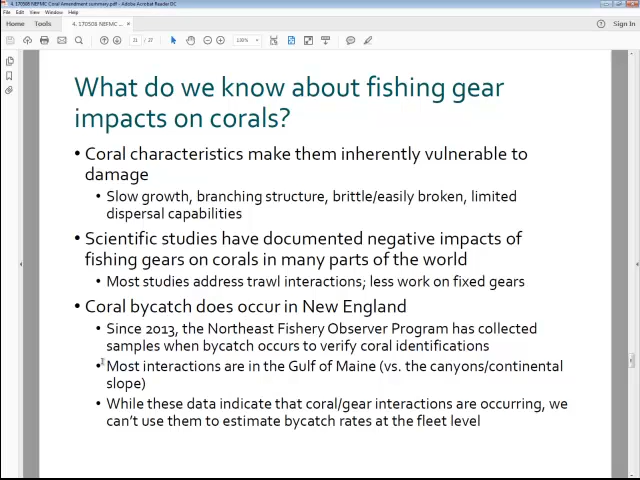 4. 170508 NEFMC Coral Amendment summary.pdf - Adobe Acrobat Reader DC
File Edit View Window Help
Home Tools 4. 170508 NEFMC ... × Sign In
21 / 27 130%
What do we know about fishing gear
impacts on corals?
• Coral characteristics make them inherently vulnerable to
damage
• Slow growth, branching structure, brittle/easily broken, limited
dispersal capabilities
• Scientific studies have documented negative impacts of
fishing gears on corals in many parts of the world
• Most studies address trawl interactions; less work on fixed gears
• Coral bycatch does occur in New England
• Since 2013, the Northeast Fishery Observer Program has collected
samples when bycatch occurs to verify coral identifications
• Most interactions are in the Gulf of Maine (vs. the canyons/continental
slope)
• While these data indicate that coral/gear interactions are occurring, we
can't use them to estimate bycatch rates at the fleet level